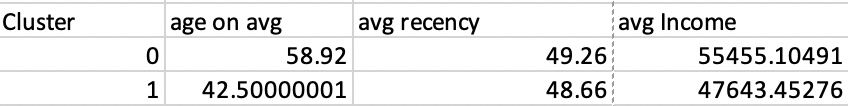 Cluster age on avg avg recency avg Income
0 58.92 49.26 55455.10491
1 42.50000001 48.66 47643.45276